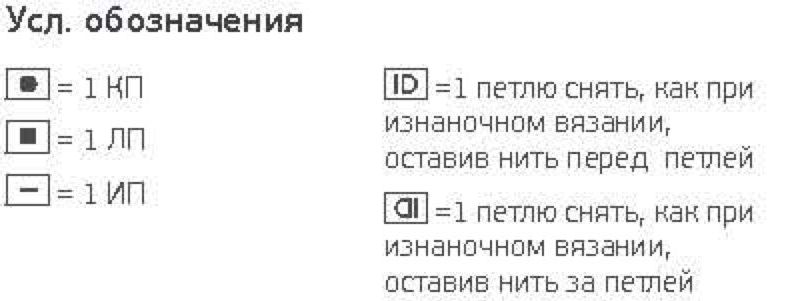 Усл. обозначения
= 1 КП
= 1 ЛП
= 1 ИП
=1 петлю снять, как при
изнаночном вязании,
оставив нить перед петлей
=1 петлю снять, как при
изнаночном вязании,
оставив нить за петлей